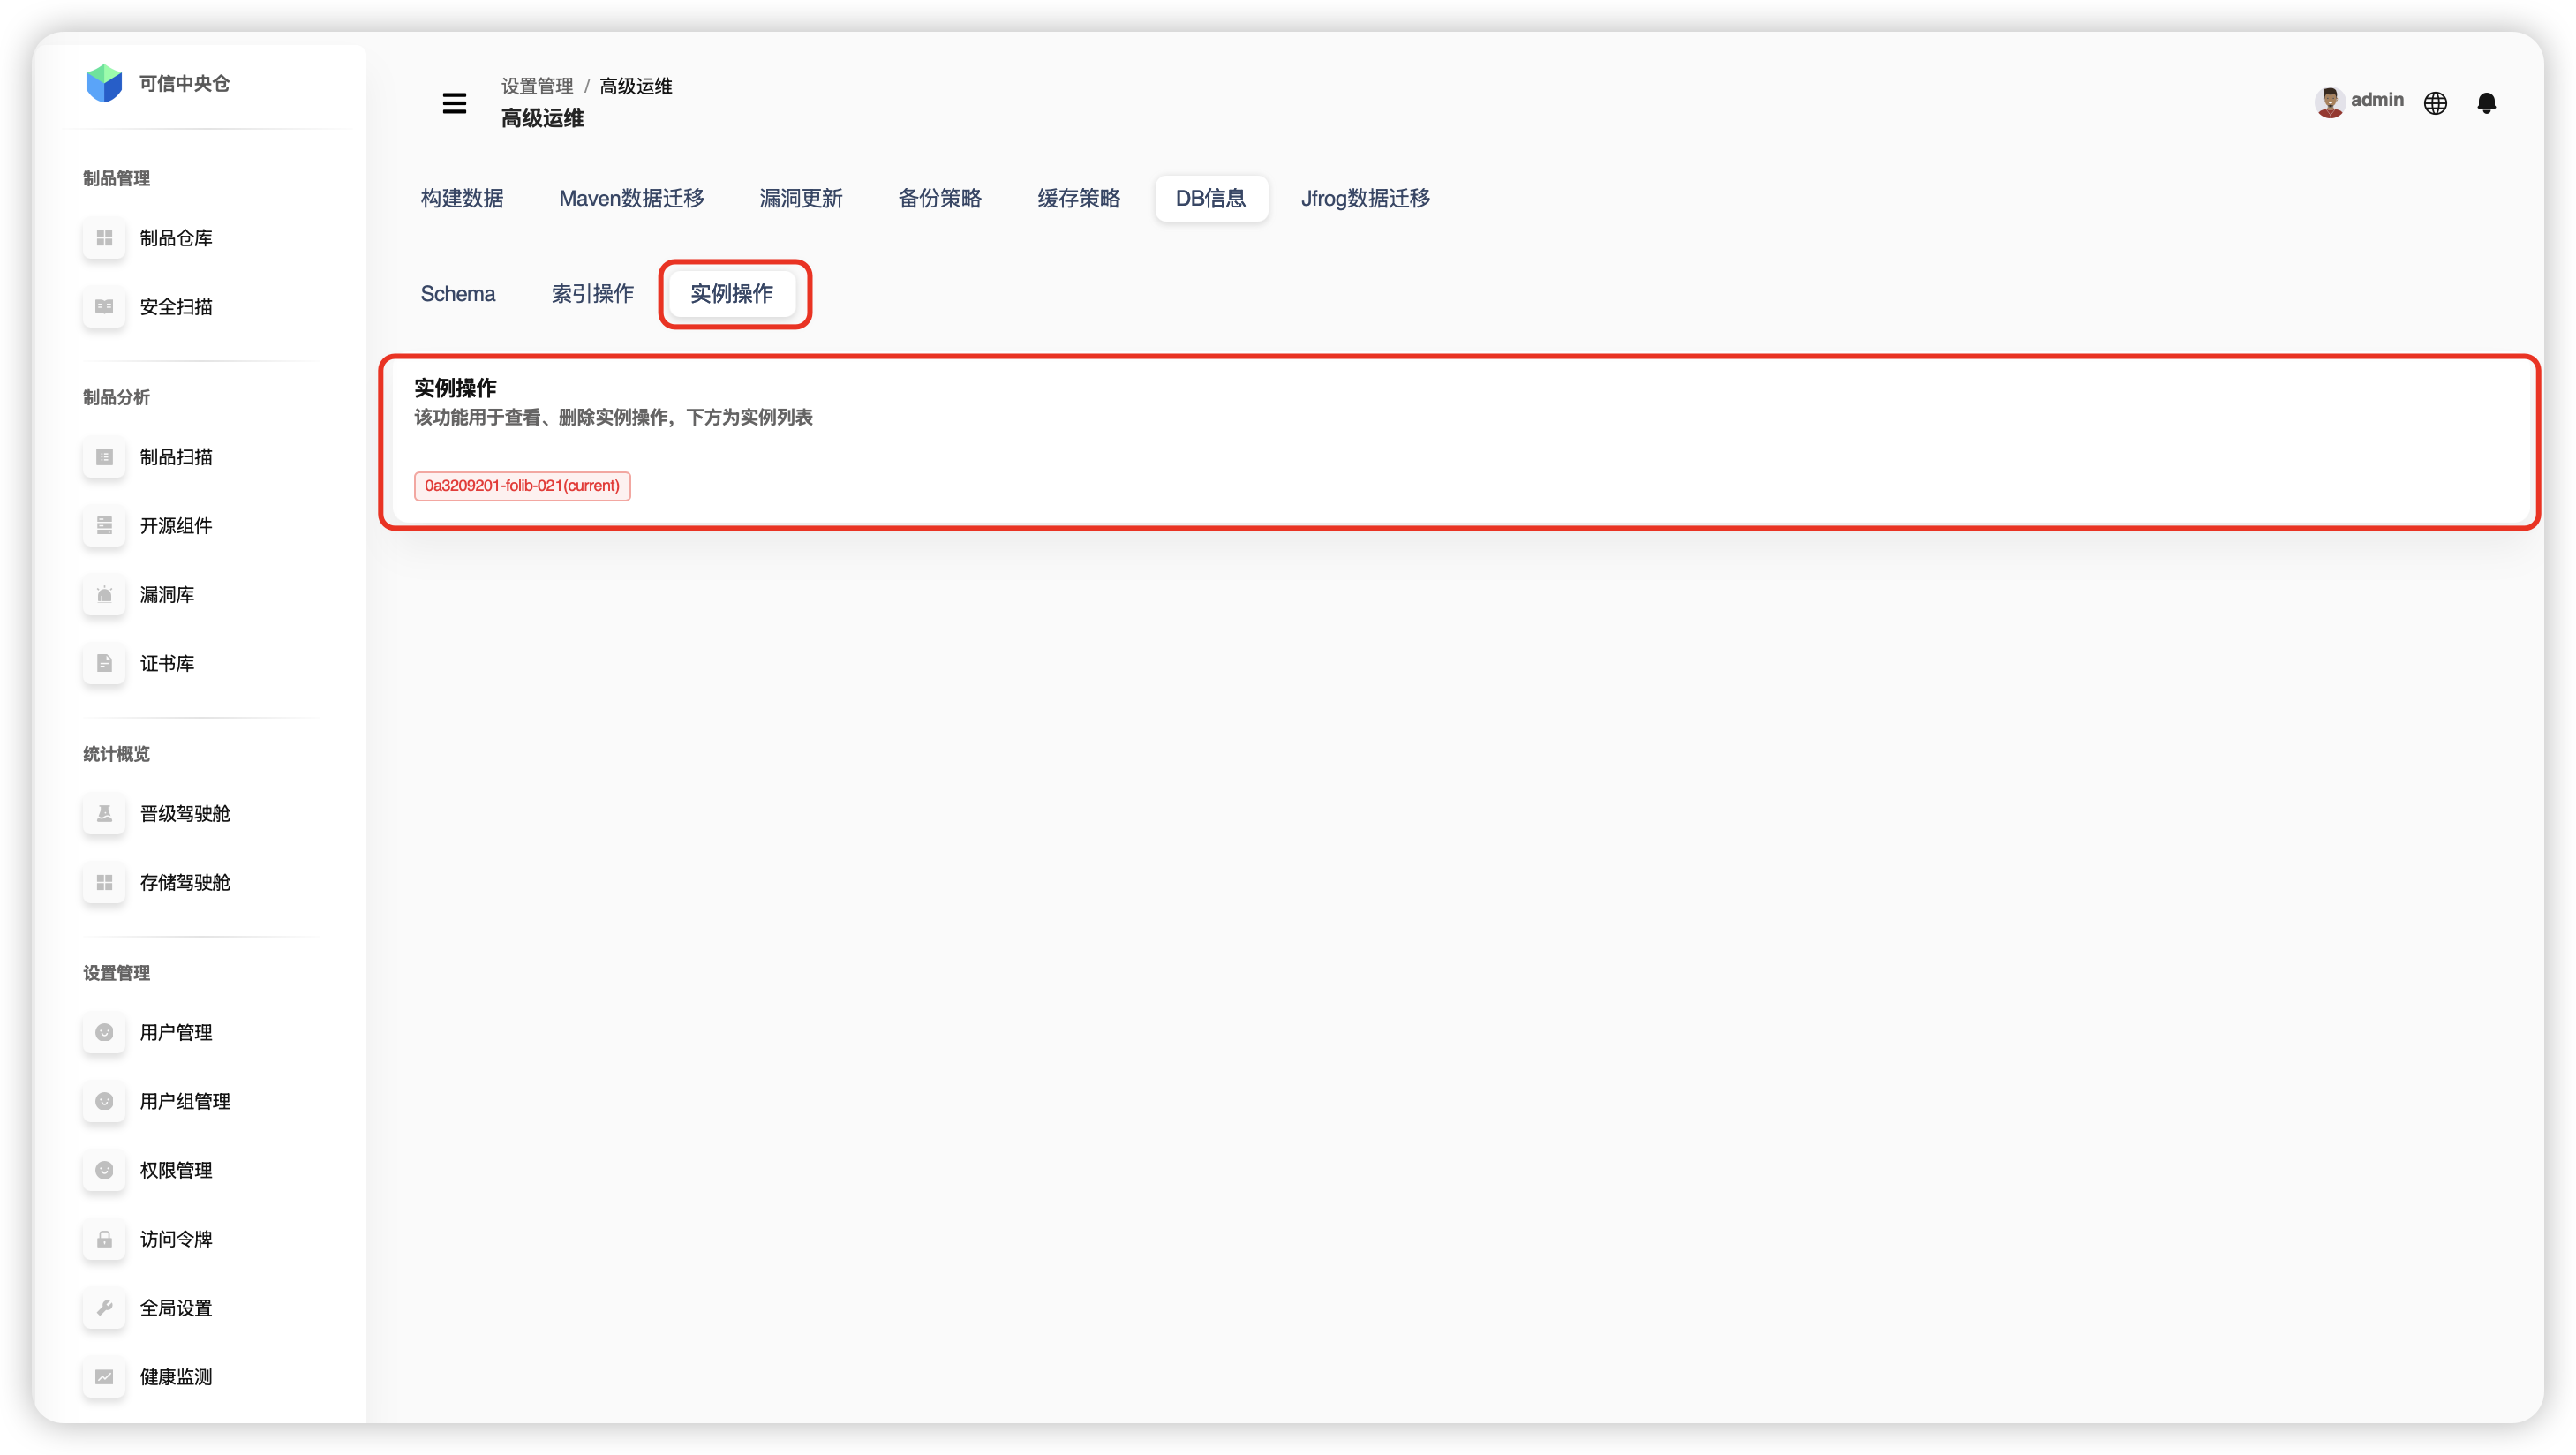 可信中央仓
制品管理
制品仓库
安全扫描
制品分析
制品扫描
开源组件
漏洞库
证书库
统计概览
晋级驾驶舱
存储驾驶舱
设置管理
用户管理
用户组管理
权限管理
访问令牌
全局设置
健康监测
设置管理 / 高级运维
高级运维
admin
构建数据 Maven数据迁移 漏洞更新 备份策略 缓存策略 DB信息 Jfrog数据迁移
Schema 索引操作 实例操作
实例操作
该功能用于查看、删除实例操作，下方为实例列表
0a3209201-folib-021(current)